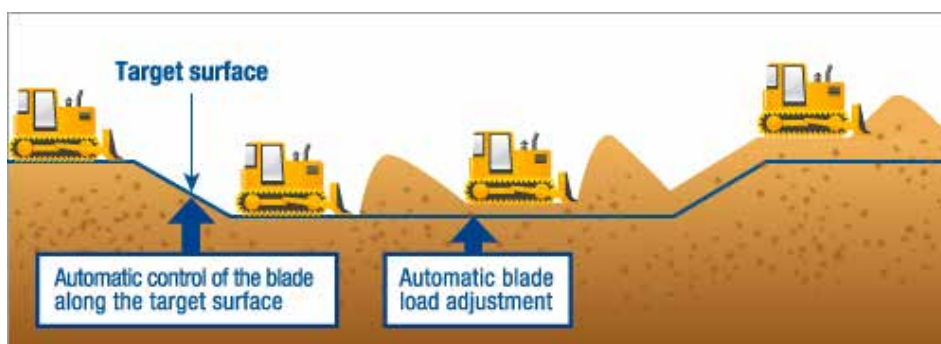 Target surface
Automatic control of the blade
along the target surface
Automatic blade
load adjustment